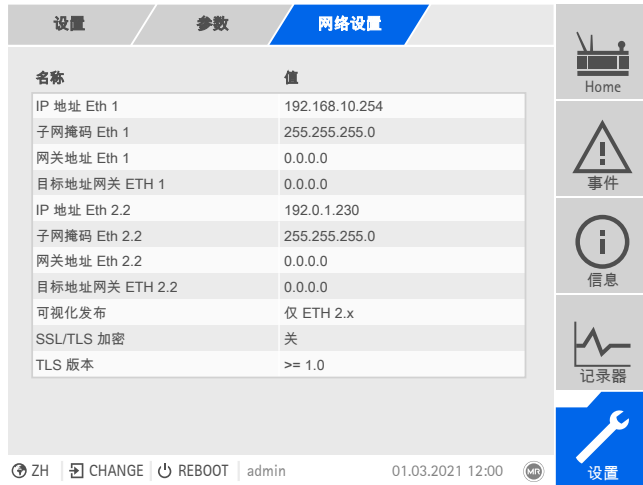 设置 参数 网络设置
名称 值
IP 地址 Eth 1 192.168.10.254
子网掩码 Eth 1 255.255.255.0
网关地址 Eth 1 0.0.0.0
目标地址网关 ETH 1 0.0.0.0
IP 地址 Eth 2.2 192.0.1.230
子网掩码 Eth 2.2 255.255.255.0
网关地址 Eth 2.2 0.0.0.0
目标地址网关 ETH 2.2 0.0.0.0
可视化发布 仅 ETH 2.x
SSL/TLS 加密 关
TLS 版本 >= 1.0
Home
事件
信息
记录器
设置
ZH CHANGE REBOOT admin 01.03.2021 12:00 MR